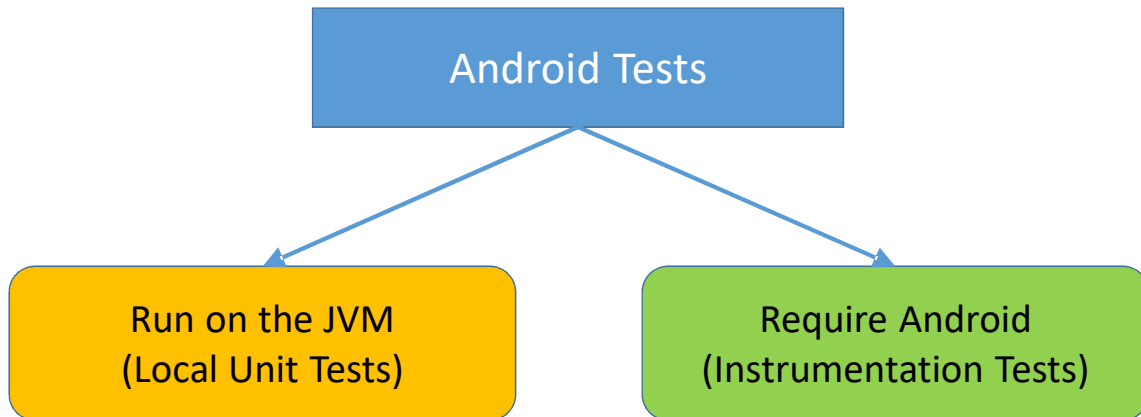 Android Tests
Run on the JVM
(Local Unit Tests)
Require Android
(Instrumentation Tests)